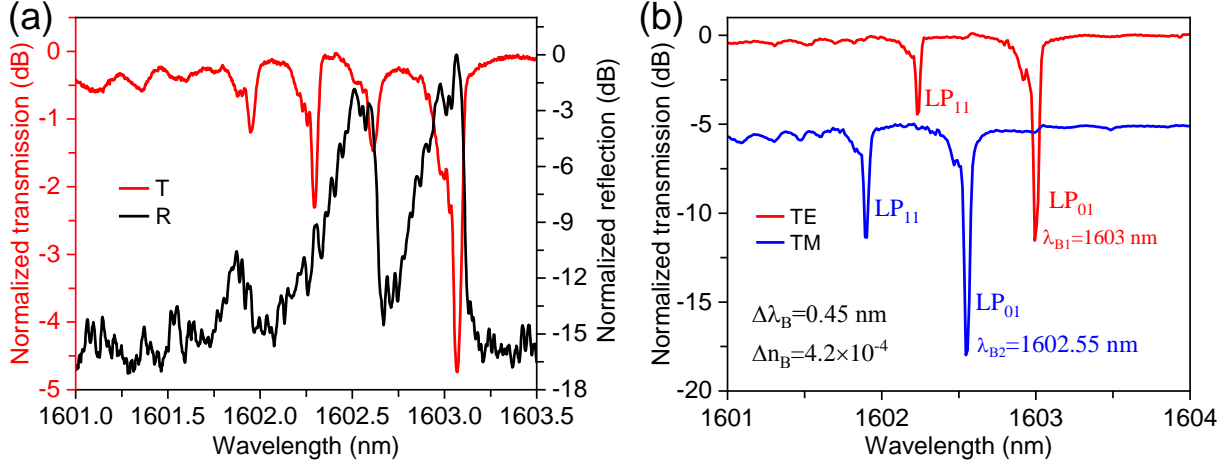 (a)
Normalized transmission (dB)
0
-1
-2
-3
-4
-5
T
R
0
-3
-6
-9
-12
-15
-18
Normalized reflection (dB)
1601.0 1601.5 1602.0 1602.5 1603.0 1603.5
Wavelength (nm)
(b)
Normalized transmission (dB)
0
-5
-10
-15
-20
LP₁₁
LP₁₁
TE
TM
LP₀₁
λB1=1603 nm
LP₀₁
λB2=1602.55 nm
ΔλB=0.45 nm
ΔnB=4.2×10⁻⁴
1601 1602 1603 1604
Wavelength (nm)